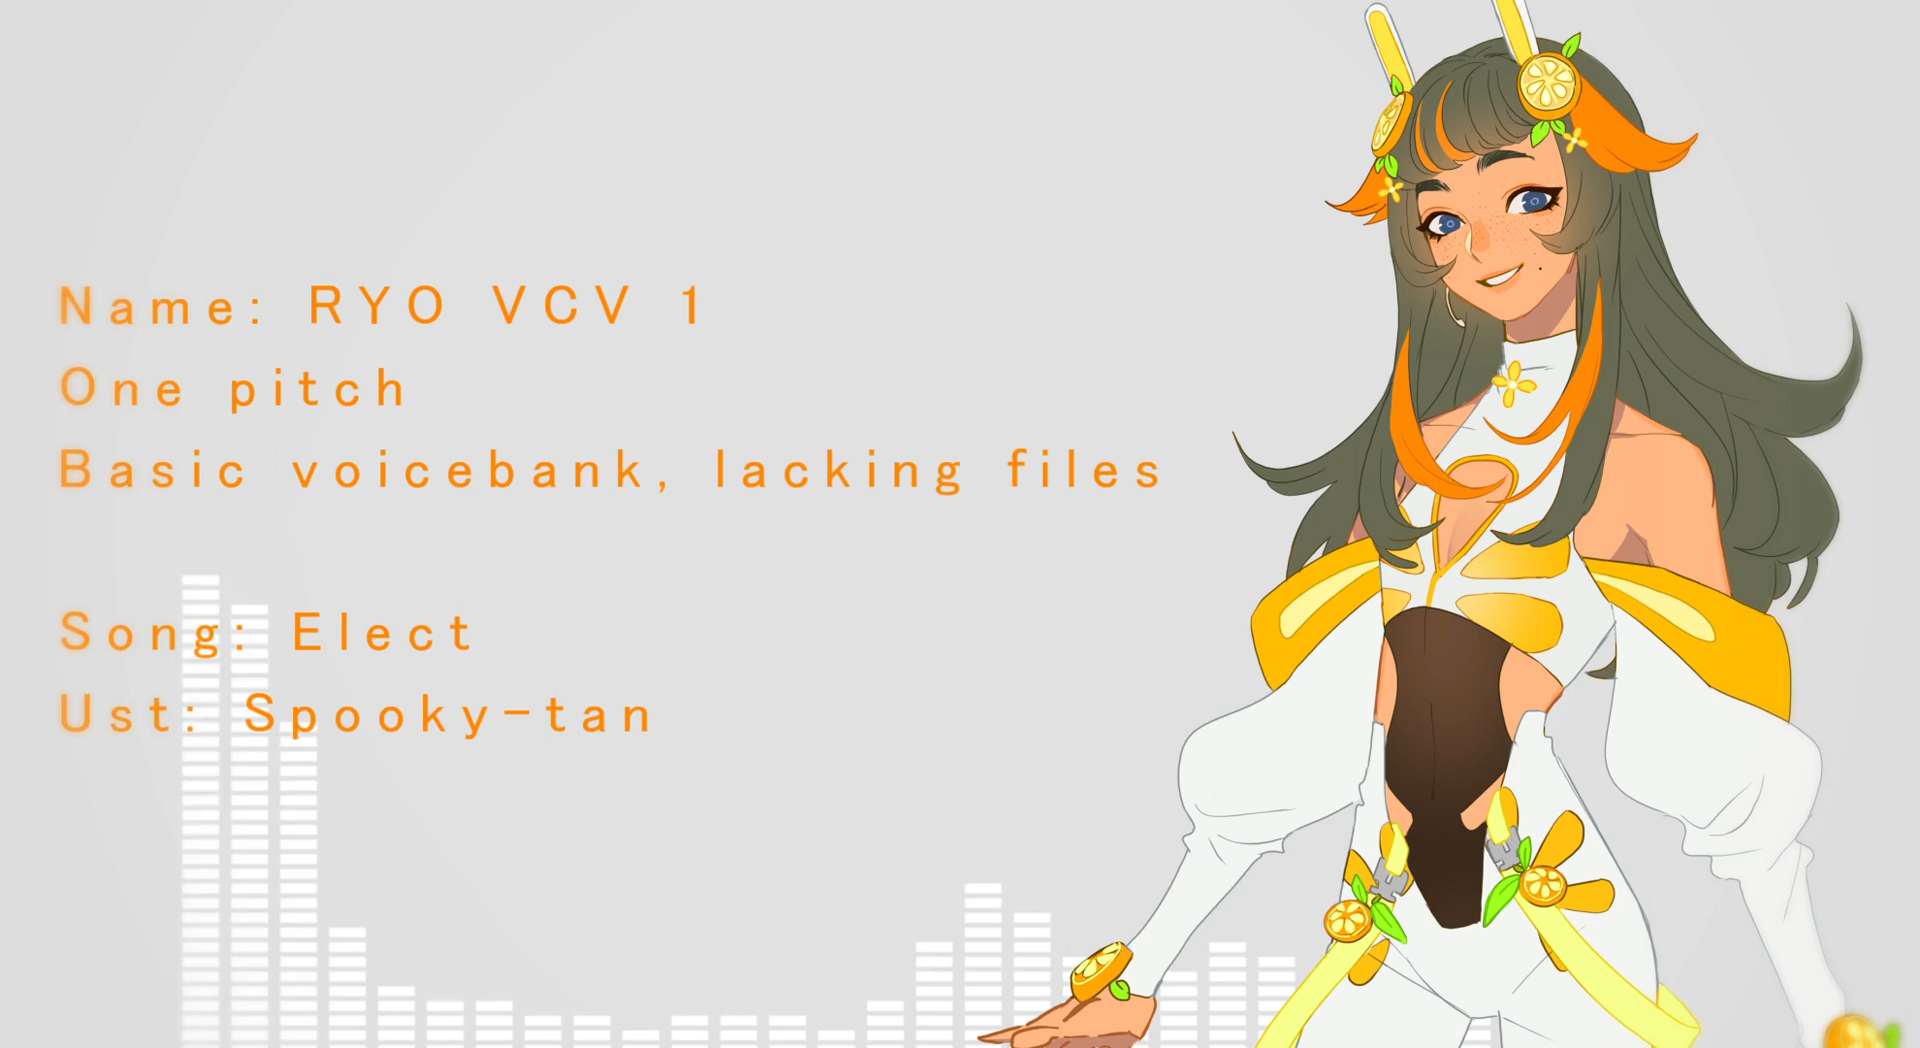 Name: RYO VCV 1
One pitch
Basic voicebank, lacking files
Song: Elect
Ust: Spooky-tan